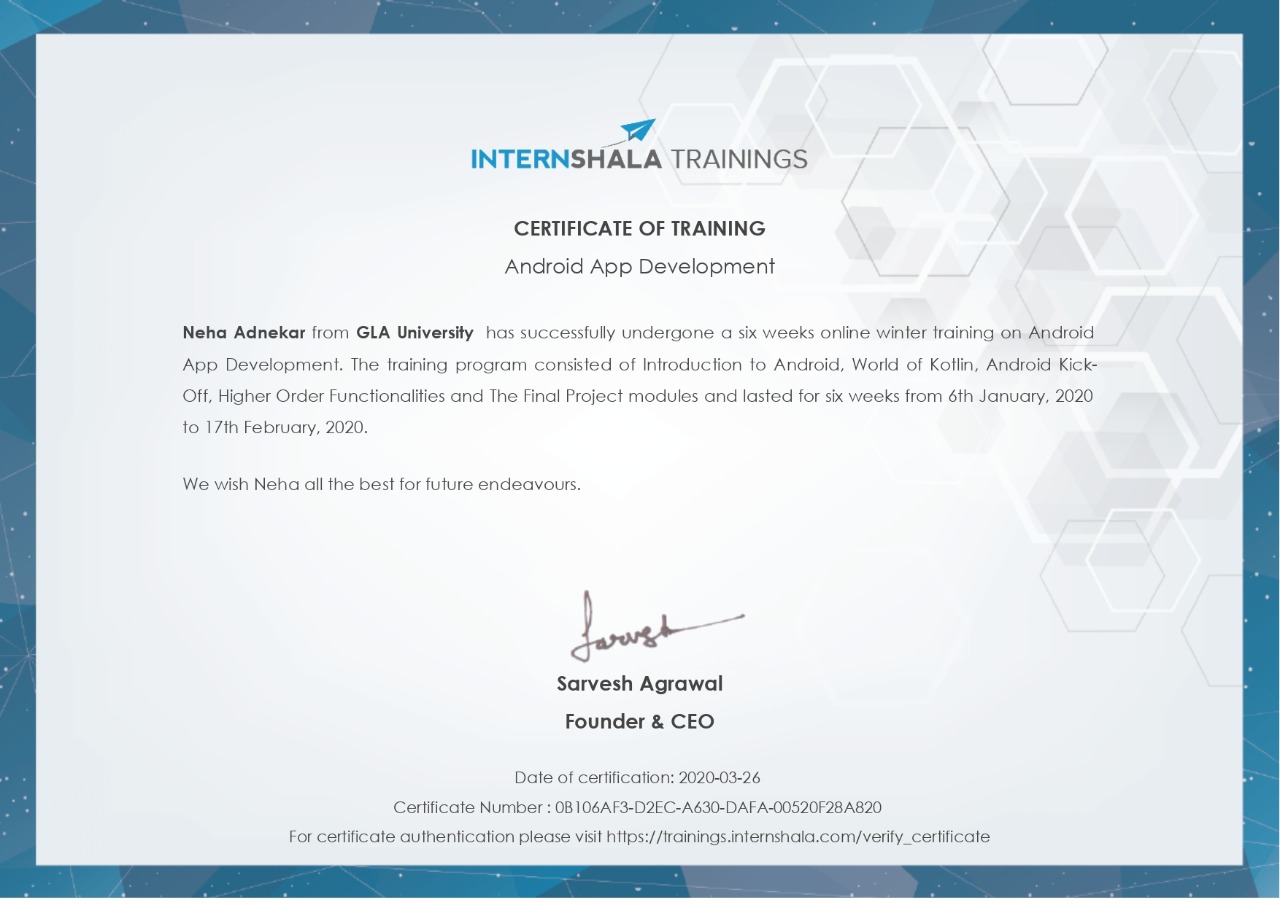 INTERNSHALA TRAININGS
CERTIFICATE OF TRAINING
Android App Development
Neha Adnekar from GLA University has successfully undergone a six weeks online winter training on Android
App Development. The training program consisted of Introduction to Android, World of Kotlin, Android Kick-
Off, Higher Order Functionalities and The Final Project modules and lasted for six weeks from 6th January, 2020
to 17th February, 2020.
We wish Neha all the best for future endeavours.
Sarvesh
Sarvesh Agrawal
Founder & CEO
Date of certification: 2020-03-26
Certificate Number : 0B106AF3-D2EC-A630-DAFA-00520F28A820
For certificate authentication please visit https://trainings.internshala.com/verify_certificate